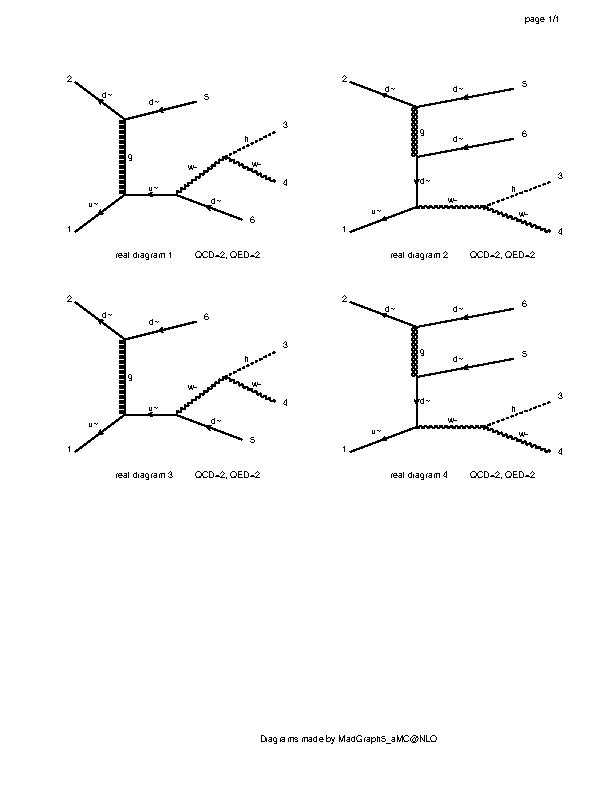 page 1/1
2
d~
d~
5
g
h
3
w-
w-
4
u~
u~
d~
6
1
real diagram 1 QCD=2, QED=2
2
d~
d~
5
g
d~
6
d~
h
3
u~
w-
w-
4
1
real diagram 2 QCD=2, QED=2
2
d~
d~
6
g
h
3
w-
w-
4
u~
u~
d~
5
1
real diagram 3 QCD=2, QED=2
2
d~
d~
6
g
d~
5
d~
h
3
u~
w-
w-
4
1
real diagram 4 QCD=2, QED=2
Diagrams made by MadGraph5_aMC@NLO